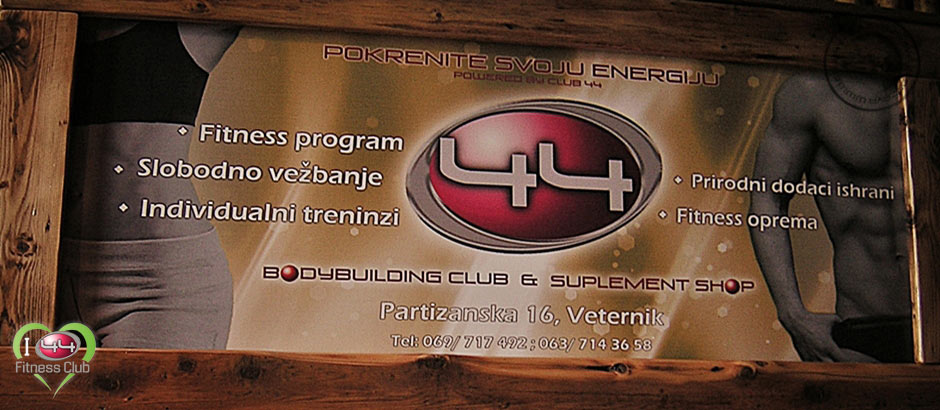 POKRENITE SVOJU ENERGIJU
POWERED BY CLUB 44
Fitness program
Slobodno vežbanje
Individualni treninzi
44
Prirodni dodaci ishrani
Fitness oprema
BODYBUILDING CLUB & SUPLEMENT SHOP
Partizanska 16, Veternik
Tel: 069/ 717 492 ; 063/ 714 36 58
I 44
Fitness Club